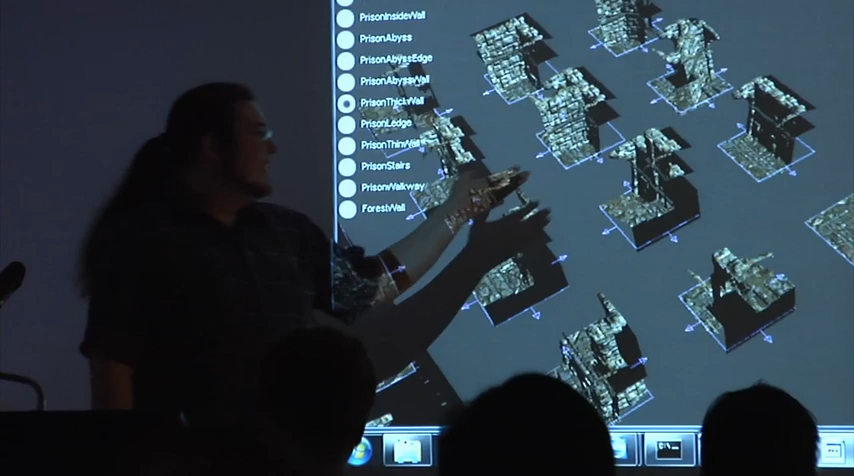 PrisonInsideWall
PrisonAbyss
PrisonAbyssEdge
PrisonAbyssWall
PrisonThickWall
PrisonLedge
PrisonThinWall
PrisonStairs
PrisonWalkway
ForestWall